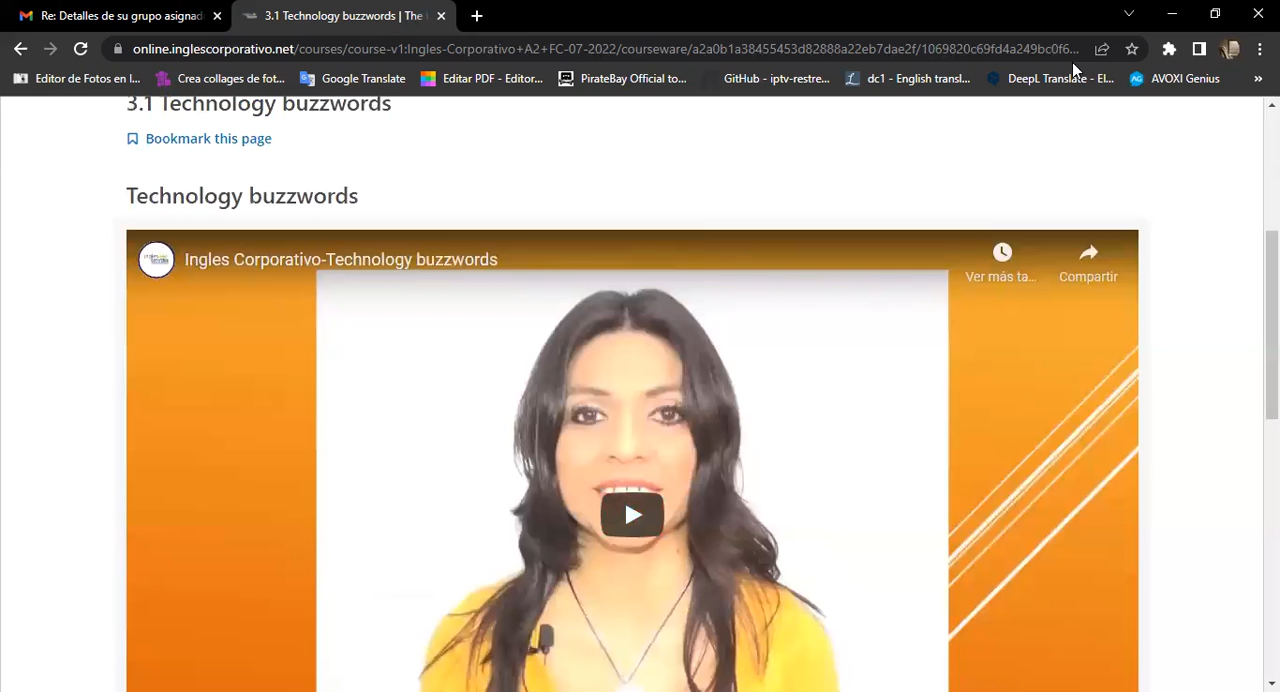 Re: Detalles de su grupo asignad
3.1 Technology buzzwords | The
online.inglescorporativo.net/courses/course-v1:Ingles-Corporativo+A2+FC-07-2022/courseware/a2a0b1a38455453d82888a22eb7dae2f/1069820c69fd4a249bc0f6...
Editor de Fotos en l...
Crea collages de fot...
Google Translate
Editar PDF - Editor...
PirateBay Official to...
GitHub - iptv-restre...
dc1 - English transl...
DeepL Translate - El...
AVOXI Genius
»
3.1 Technology buzzwords
Bookmark this page
Technology buzzwords
Ingles Corporativo-Technology buzzwords
Ver más ta...
Compartir